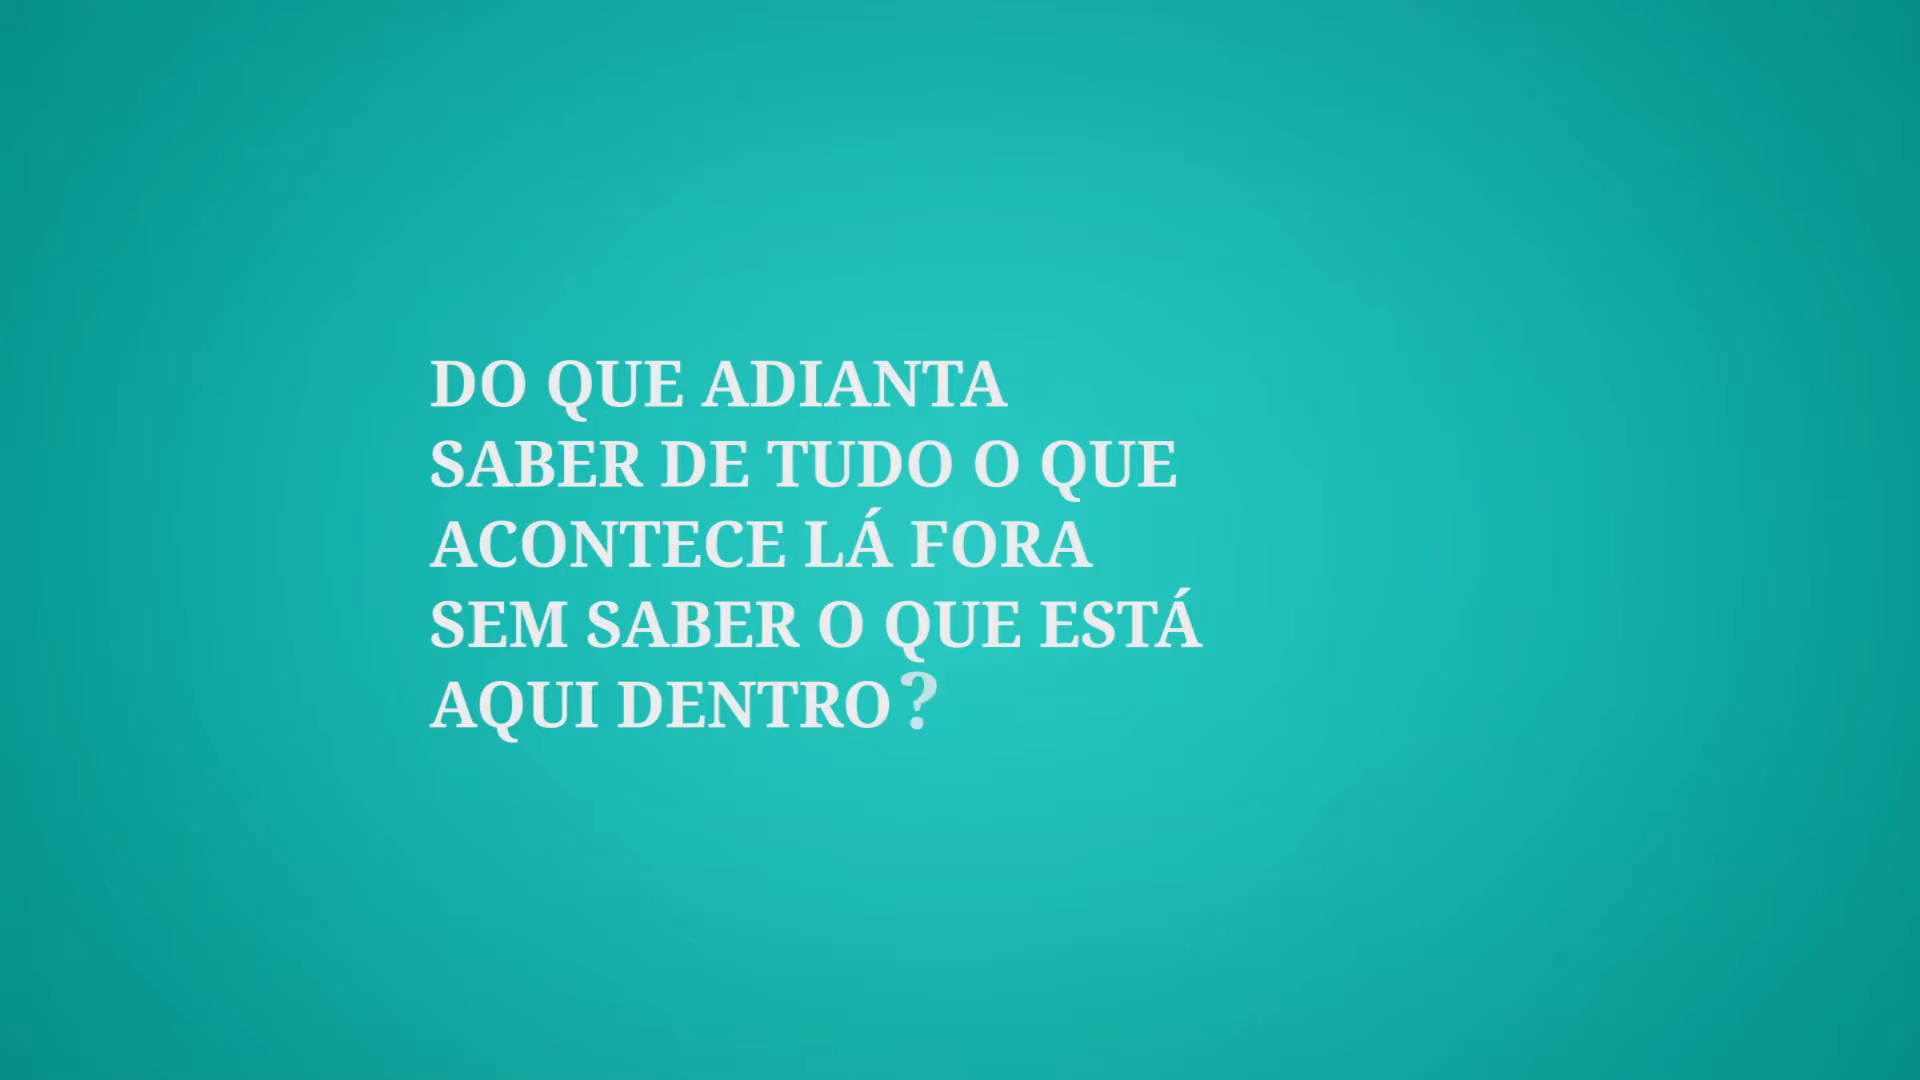 DO QUE ADIANTA
SABER DE TUDO O QUE
ACONTECE LÁ FORA
SEM SABER O QUE ESTÁ
AQUI DENTRO?